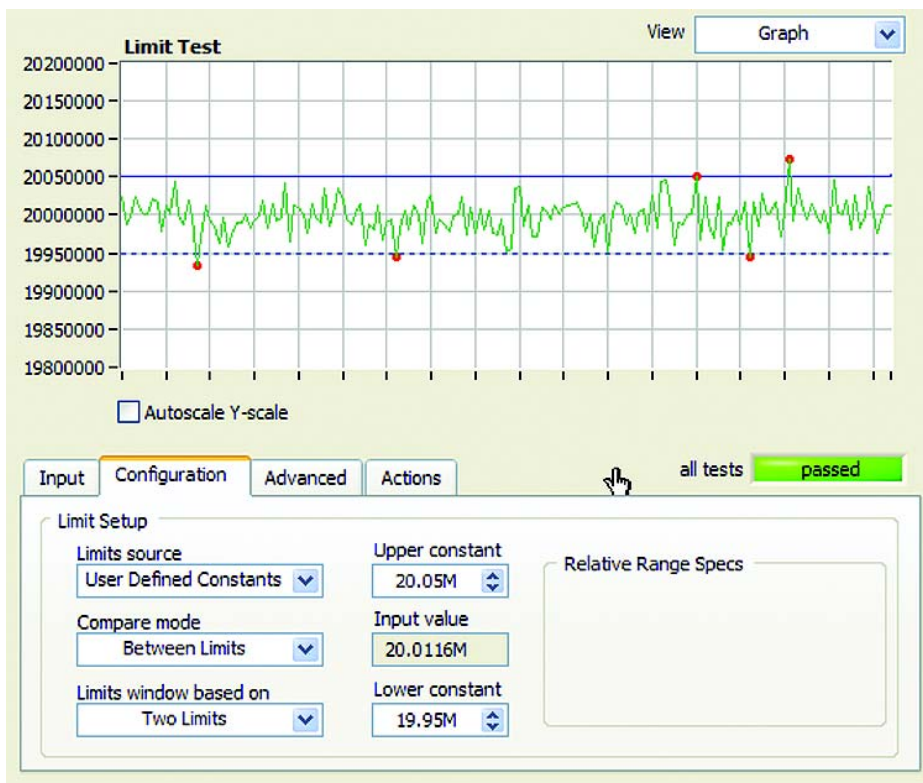 View Graph
Limit Test
20200000
20150000
20100000
20050000
20000000
19950000
19900000
19850000
19800000
Autoscale Y-scale
Input Configuration Advanced Actions all tests passed
Limit Setup
Limits source Upper constant
User Defined Constants 20.05M Relative Range Specs
Compare mode Input value
Between Limits 20.0116M
Limits window based on Lower constant
Two Limits 19.95M